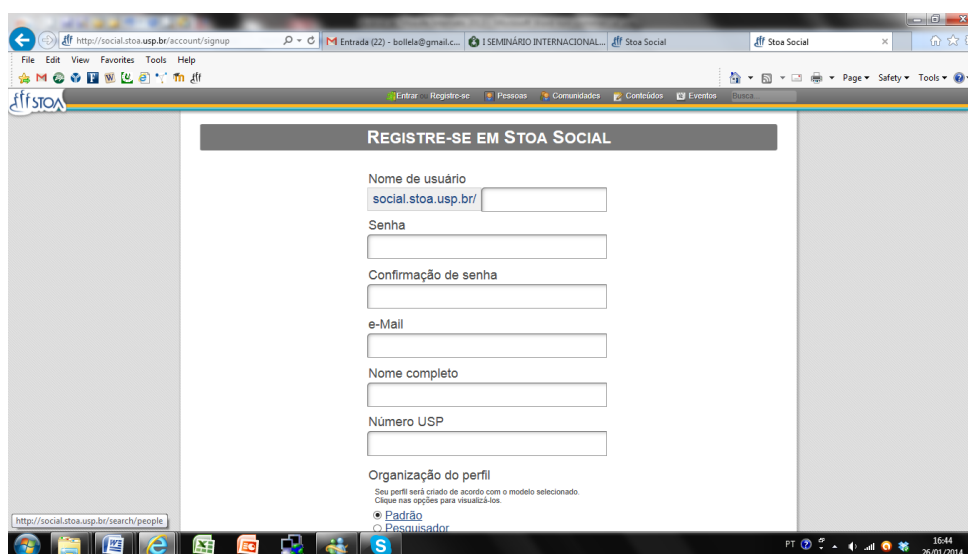 http://social.stoa.usp.br/account/signup
Entrada (22) - bollela@gmail.c...
I SEMINÁRIO INTERNACIONAL...
Stoa Social
Stoa Social
File Edit View Favorites Tools Help
Page Safety Tools
STOA
Entrar Registre-se Pessoas Comunidades Conteúdos Eventos Busca...
REGISTRE-SE EM STOA SOCIAL
Nome de usuário
social.stoa.usp.br/
Senha
Confirmação de senha
e-Mail
Nome completo
Número USP
Organização do perfil
Seu perfil será criado de acordo com o modelo selecionado.
Clique nas opções para visualizá-los.
Padrão
Pesquisador
http://social.stoa.usp.br/search/people
PT
16:44
26/01/2014